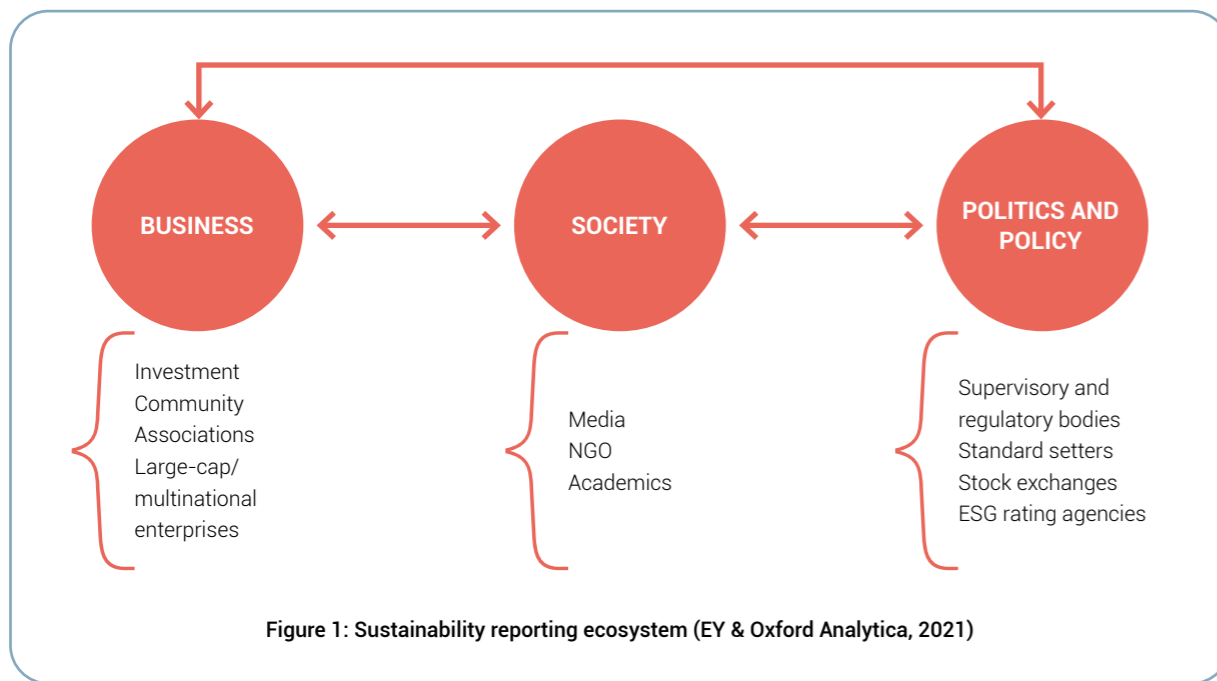 BUSINESS
SOCIETY
POLITICS AND
POLICY
Investment
Community
Associations
Large-cap/
multinational
enterprises
Media
NGO
Academics
Supervisory and
regulatory bodies
Standard setters
Stock exchanges
ESG rating agencies
Figure 1: Sustainability reporting ecosystem (EY & Oxford Analytica, 2021)